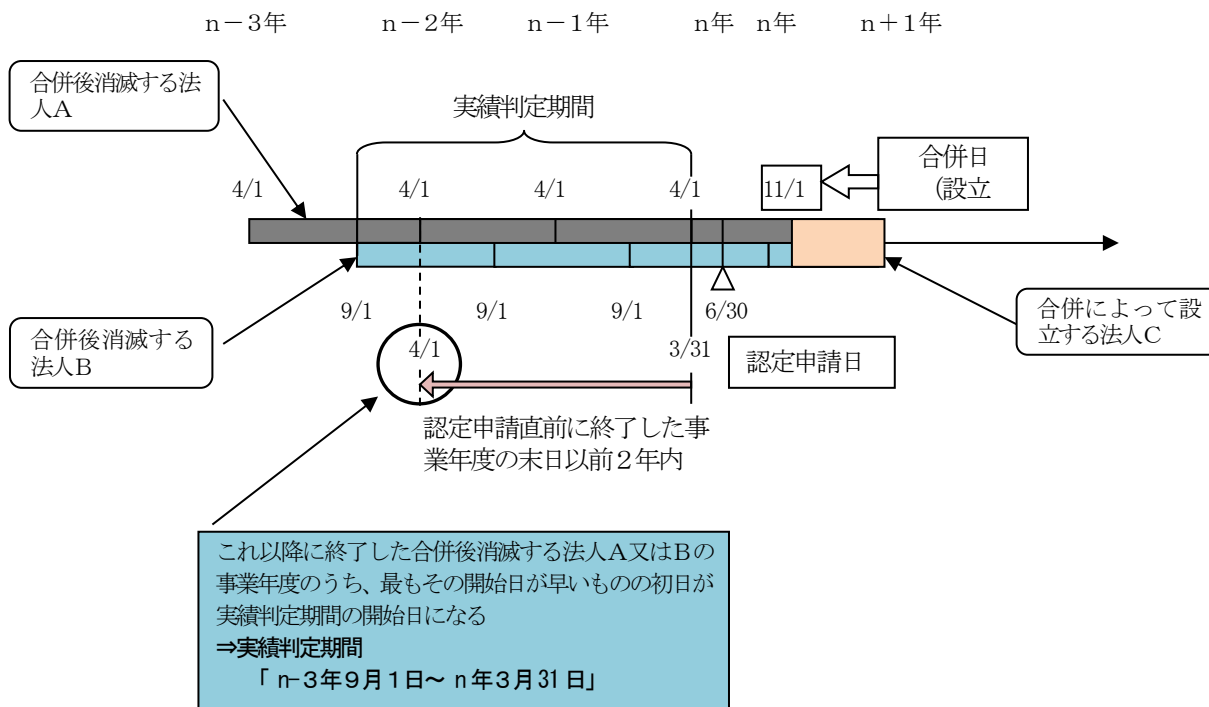 n－3年
n－2年
n－1年
n年
n年
n＋1年
合併後消滅する法
人Ａ
実績判定期間
合併日
（設立
4/1
4/1
4/1
4/1
11/1
9/1
9/1
9/1
6/30
合併後消滅する
法人Ｂ
4/1
3/31
認定申請日
合併によって設
立する法人Ｃ
認定申請直前に終了した事
業年度の末日以前２年内
これ以降に終了した合併後消滅する法人Ａ又はＢの
事業年度のうち、最もその開始日が早いものの初日が
実績判定期間の開始日になる
⇒実績判定期間
「 n-３年９月１日～ n 年３月 31 日」